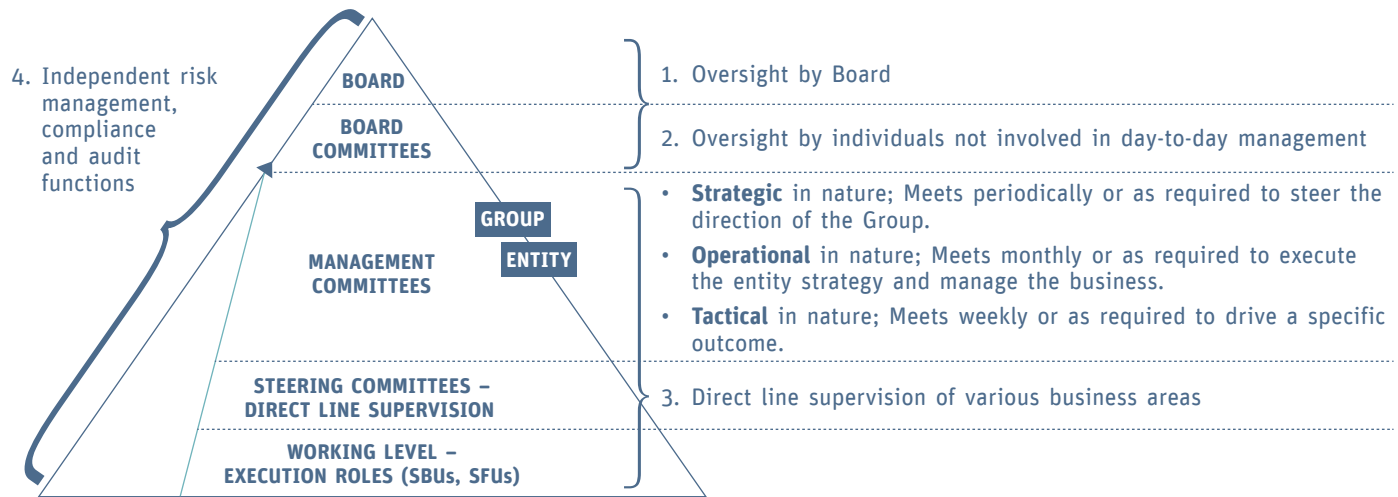 4. Independent risk
management,
compliance
and audit
functions
BOARD
BOARD
COMMITTEES
GROUP
ENTITY
MANAGEMENT
COMMITTEES
STEERING COMMITTEES –
DIRECT LINE SUPERVISION
WORKING LEVEL –
EXECUTION ROLES (SBUs, SFUs)
1. Oversight by Board
2. Oversight by individuals not involved in day-to-day management
• Strategic in nature; Meets periodically or as required to steer the
direction of the Group.
• Operational in nature; Meets monthly or as required to execute
the entity strategy and manage the business.
• Tactical in nature; Meets weekly or as required to drive a specific
outcome.
3. Direct line supervision of various business areas